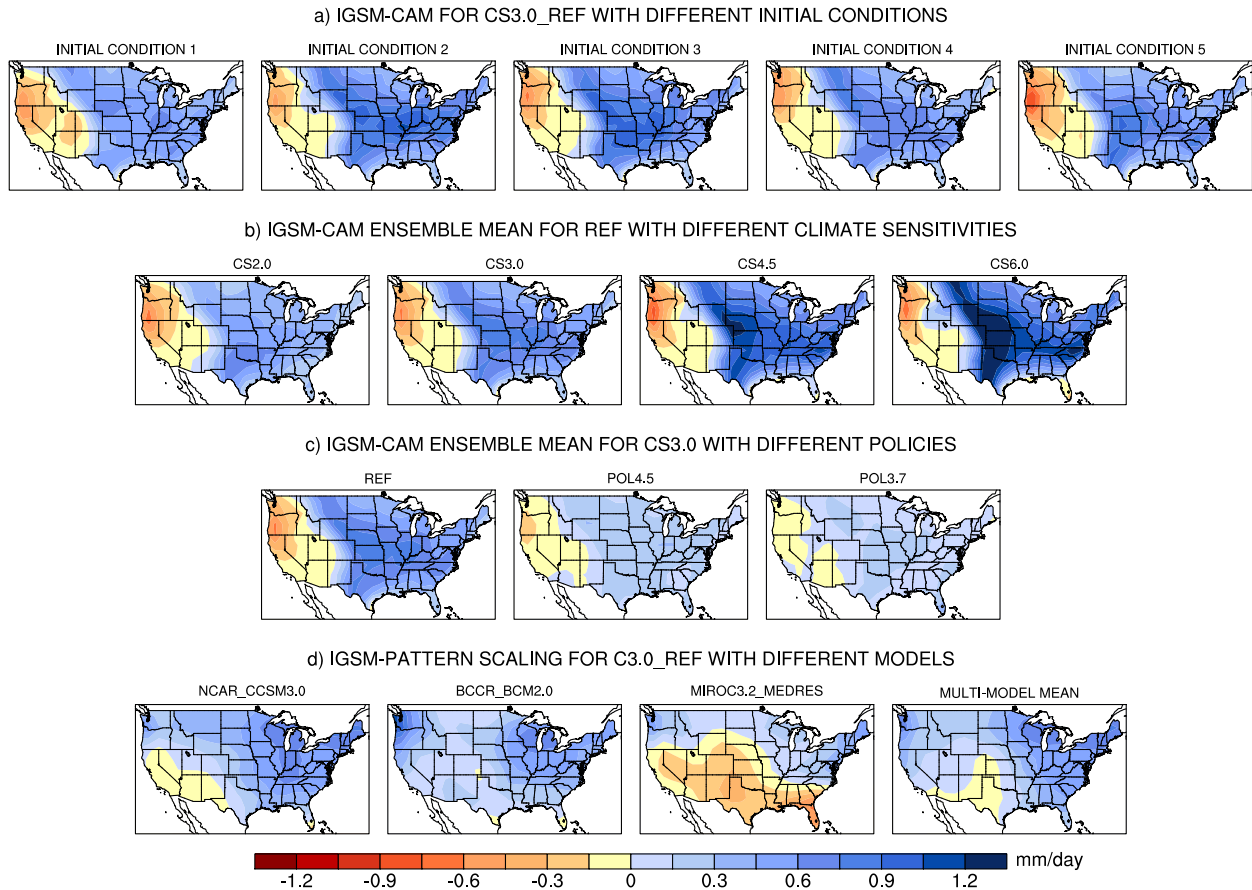 a) IGSM-CAM FOR CS3.0_REF WITH DIFFERENT INITIAL CONDITIONS
INITIAL CONDITION 1 INITIAL CONDITION 2 INITIAL CONDITION 3 INITIAL CONDITION 4 INITIAL CONDITION 5
b) IGSM-CAM ENSEMBLE MEAN FOR REF WITH DIFFERENT CLIMATE SENSITIVITIES
CS2.0 CS3.0 CS4.5 CS6.0
c) IGSM-CAM ENSEMBLE MEAN FOR CS3.0 WITH DIFFERENT POLICIES
REF POL4.5 POL3.7
d) IGSM-PATTERN SCALING FOR C3.0_REF WITH DIFFERENT MODELS
NCAR_CCSM3.0 BCCR_BCM2.0 MIROC3.2_MEDRES MULTI-MODEL MEAN
mm/day
-1.2 -0.9 -0.6 -0.3 0 0.3 0.6 0.9 1.2